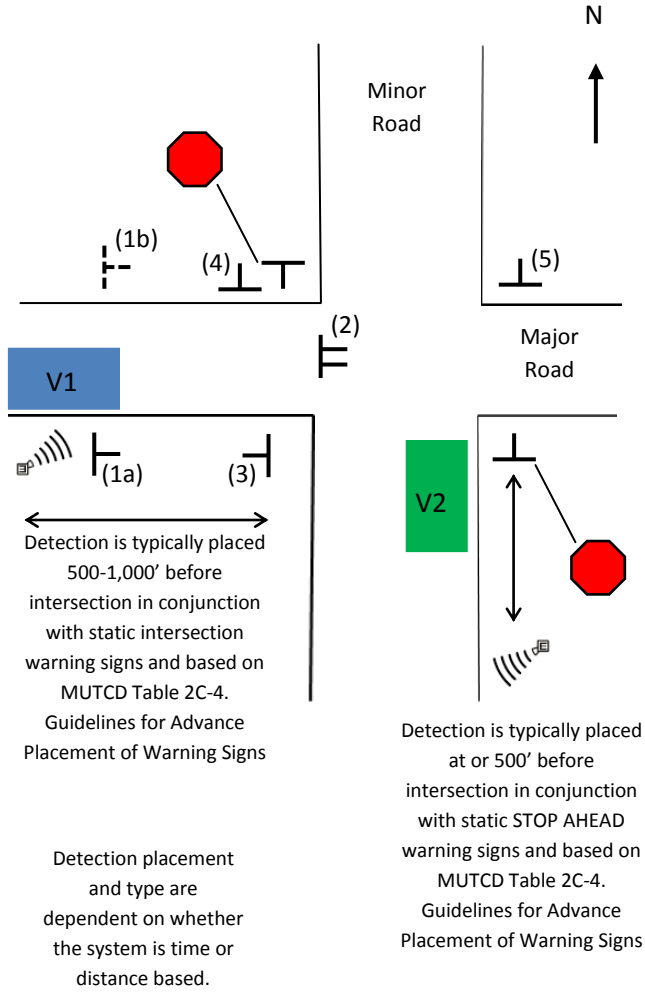 N
Minor
Road
(1b)
(4)
(5)
(2)
Major
Road
V1
(1a)
(3)
V2
Detection is typically placed
500-1,000’ before
intersection in conjunction
with static intersection
warning signs and based on
MUTCD Table 2C-4.
Guidelines for Advance
Placement of Warning Signs
Detection is typically placed
at or 500’ before
intersection in conjunction
with static STOP AHEAD
warning signs and based on
MUTCD Table 2C-4.
Guidelines for Advance
Placement of Warning Signs
Detection placement
and type are
dependent on whether
the system is time or
distance based.